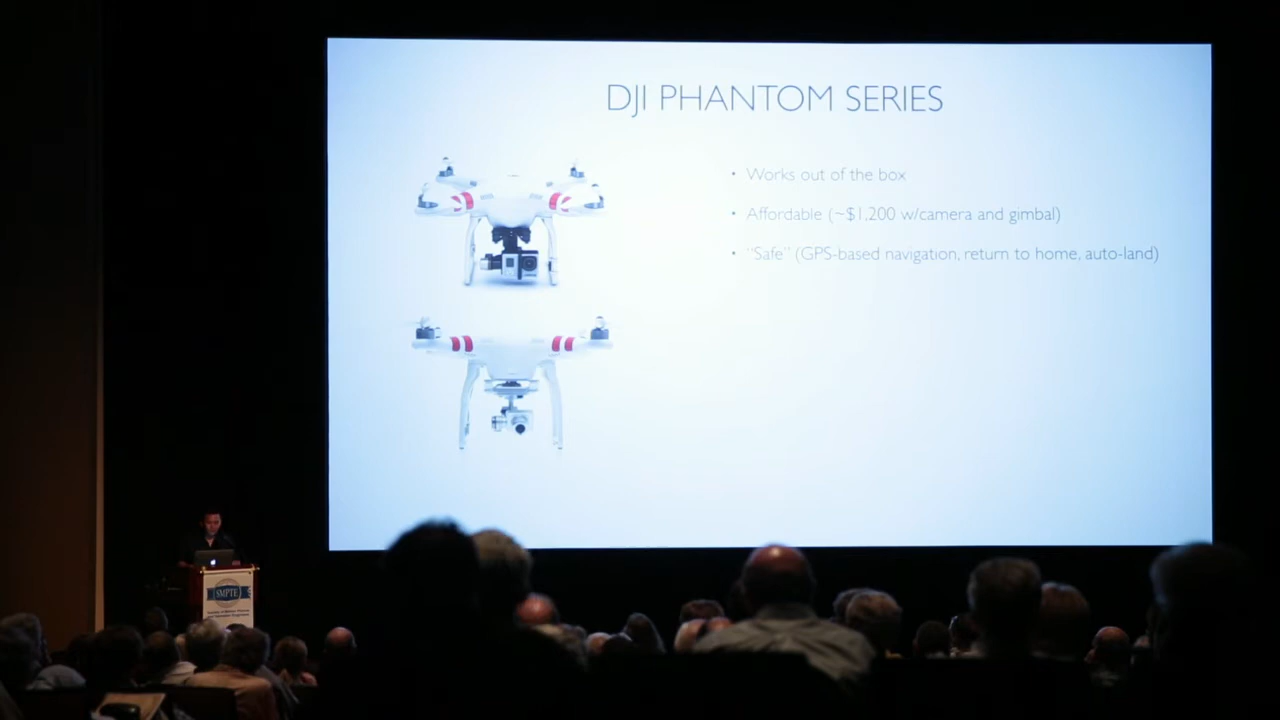 DJI PHANTOM SERIES
• Works out of the box
• Affordable (~$1,200 w/camera and gimbal)
• “Safe” (GPS-based navigation, return to home, auto-land)
SMPTE